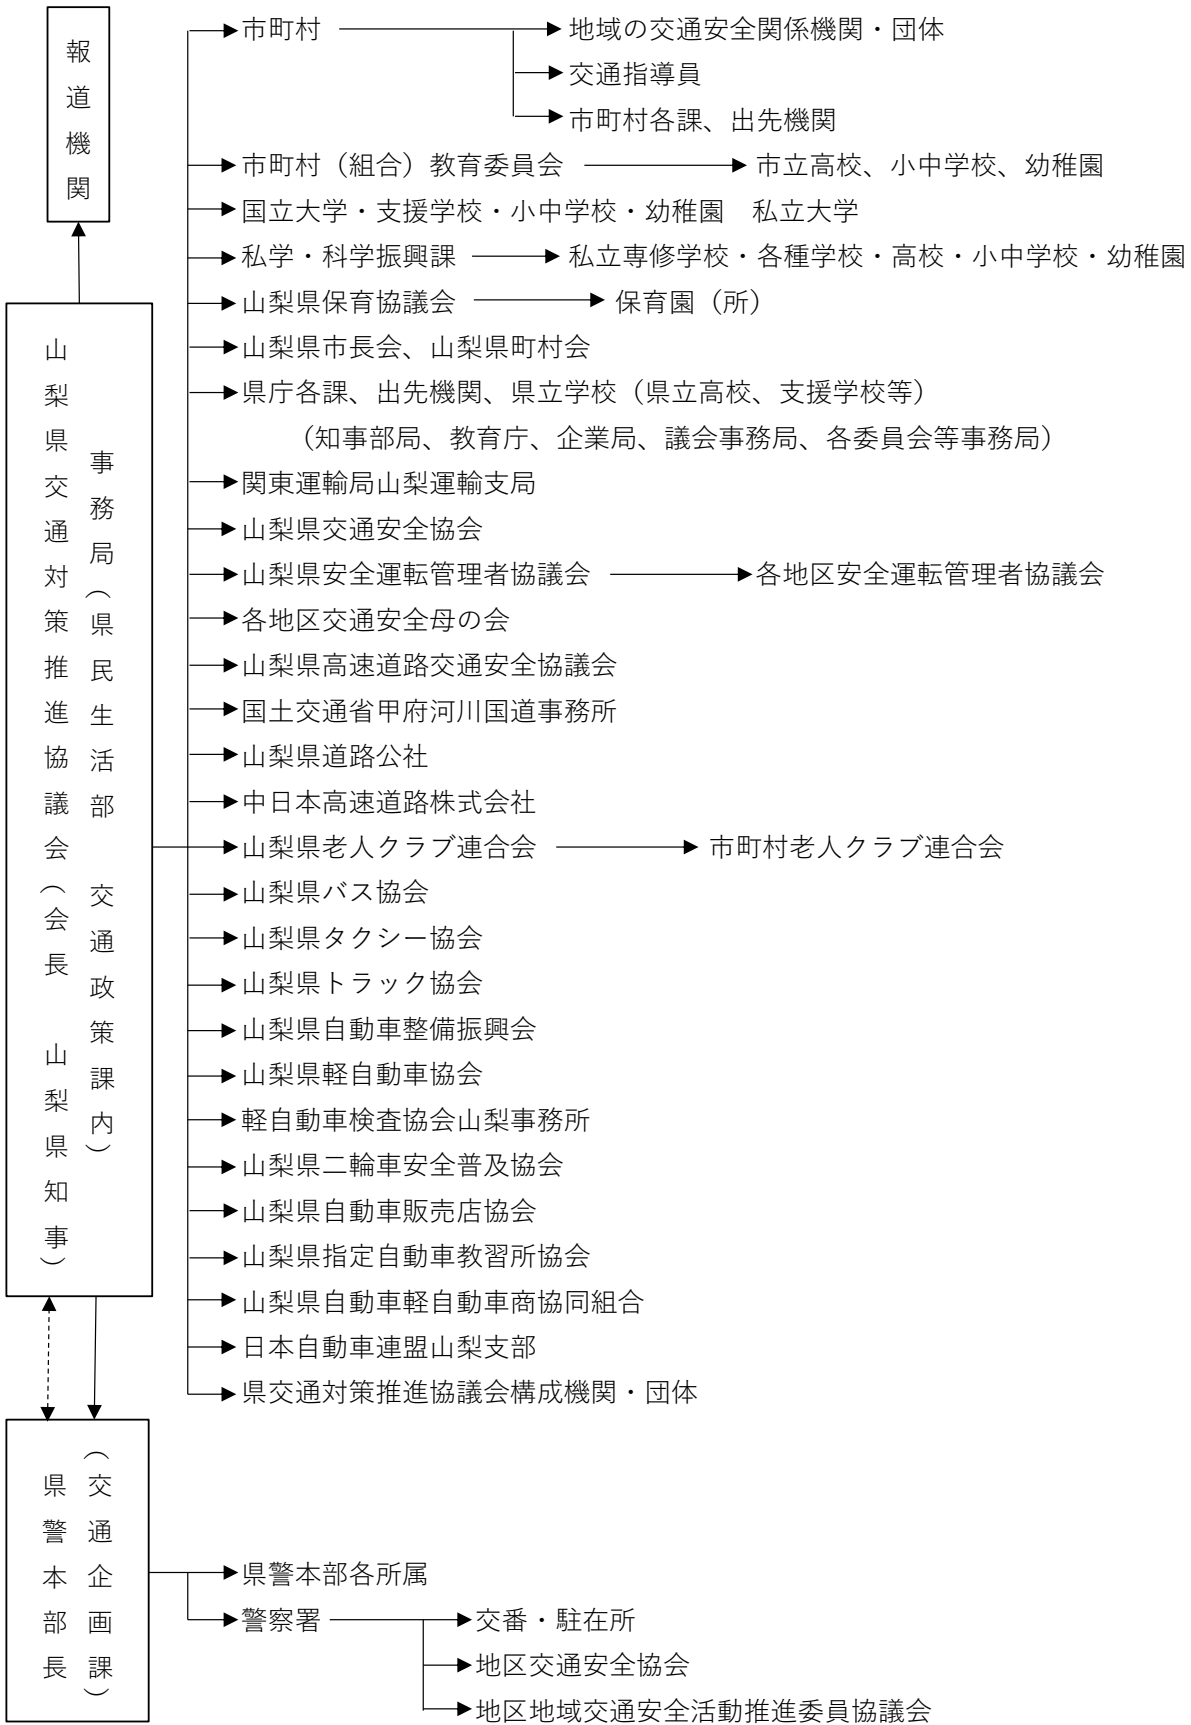 報道機関
山梨県交通対策推進協議会(会長　山梨県知事)
事務局(県民生活部　交通政策課内)
市町村
地域の交通安全関係機関・団体
交通指導員
市町村各課、出先機関
市町村（組合）教育委員会
市立高校、小中学校、幼稚園
国立大学・支援学校・小中学校・幼稚園　私立大学
私学・科学振興課
私立専修学校・各種学校・高校・小中学校・幼稚園
山梨県保育協議会
保育園（所）
山梨県市長会、山梨県町村会
県庁各課、出先機関、県立学校（県立高校、支援学校等）
（知事部局、教育庁、企業局、議会事務局、各委員会等事務局）
関東運輸局山梨運輸支局
山梨県交通安全協会
山梨県安全運転管理者協議会
各地区安全運転管理者協議会
各地区交通安全母の会
山梨県高速道路交通安全協議会
国土交通省甲府河川国道事務所
山梨県道路公社
中日本高速道路株式会社
山梨県老人クラブ連合会
市町村老人クラブ連合会
山梨県バス協会
山梨県タクシー協会
山梨県トラック協会
山梨県自動車整備振興会
山梨県軽自動車協会
軽自動車検査協会山梨事務所
山梨県二輪車安全普及協会
山梨県自動車販売店協会
山梨県指定自動車教習所協会
山梨県自動車軽自動車商協同組合
日本自動車連盟山梨支部
県交通対策推進協議会構成機関・団体
県警本部長
(交通企画課)
県警本部各所属
警察署
交番・駐在所
地区交通安全協会
地区地域交通安全活動推進委員協議会